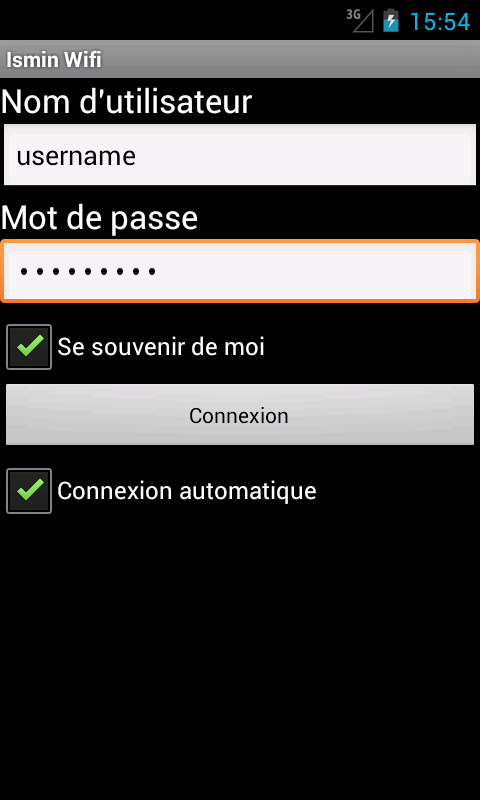 3G 15:54
Ismin Wifi
Nom d'utilisateur
username
Mot de passe
•••••••••
Se souvenir de moi
Connexion
Connexion automatique